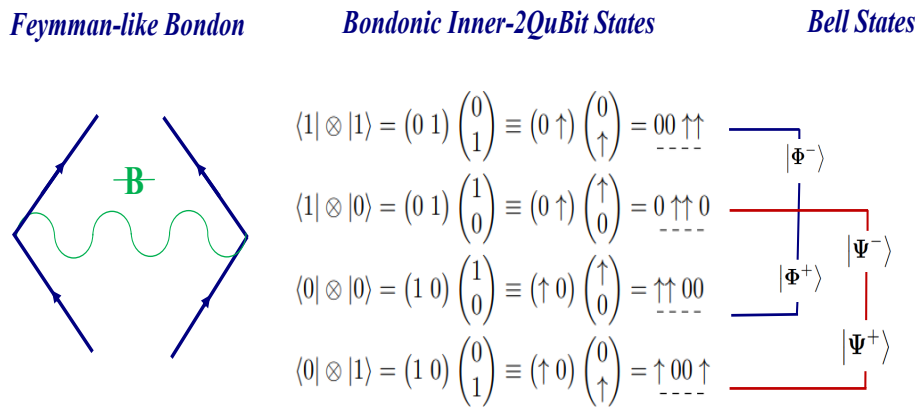 Feymman-like Bondon
Bondonic Inner-2QuBit States
Bell States
B
⟨1| ⊗ |1⟩ = (0 1) (0 1) ≡ (0 ↑) (0 ↑) = 00 ↑↑
⟨1| ⊗ |0⟩ = (0 1) (1 0) ≡ (0 ↑) (↑ 0) = 0 ↑↑ 0
⟨0| ⊗ |0⟩ = (1 0) (1 0) ≡ (↑ 0) (↑ 0) = ↑↑ 00
⟨0| ⊗ |1⟩ = (1 0) (0 1) ≡ (↑ 0) (0 ↑) = ↑ 00 ↑
|Φ⁻⟩
|Ψ⁻⟩
|Φ⁺⟩
|Ψ⁺⟩